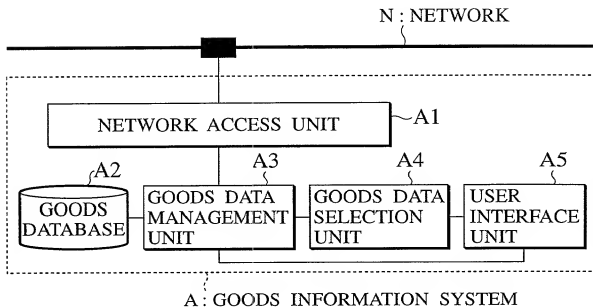 N : NETWORK
NETWORK ACCESS UNIT
A1
A2
A3
A4
A5
GOODS
DATABASE
GOODS DATA
MANAGEMENT
UNIT
GOODS DATA
SELECTION
UNIT
USER
INTERFACE
UNIT
A : GOODS INFORMATION SYSTEM